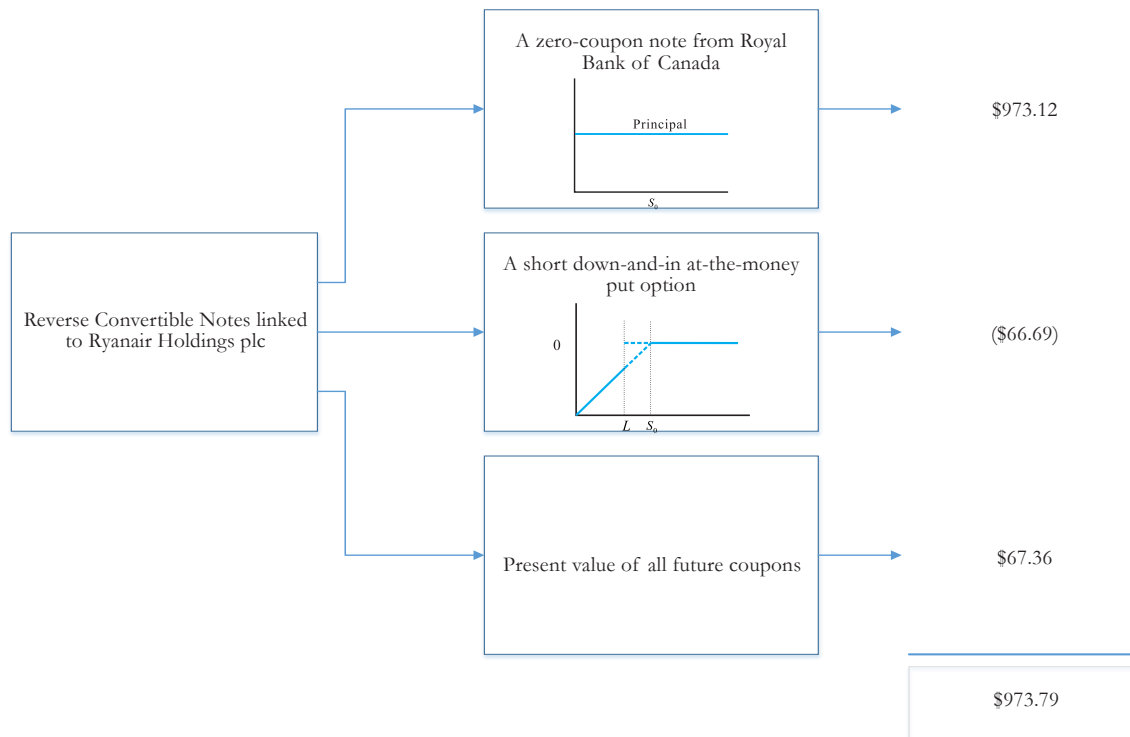 A zero-coupon note from Royal
Bank of Canada
Principal
S₀
$973.12
Reverse Convertible Notes linked
to Ryanair Holdings plc
A short down-and-in at-the-money
put option
0
L S₀
($66.69)
Present value of all future coupons
$67.36
$973.79